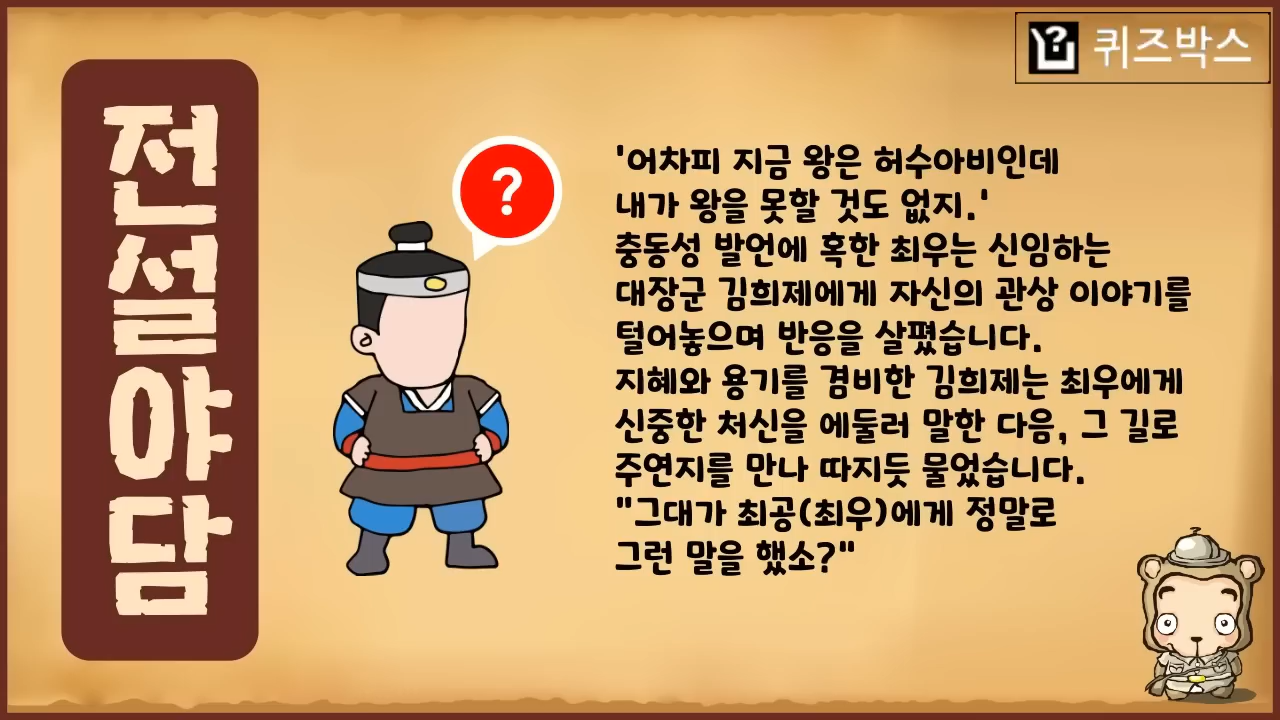 전설야담
퀴즈박스
?
'어차피 지금 왕은 허수아비인데
내가 왕을 못할 것도 없지.'
충동성 발언에 혹한 최우는 신임하는
대장군 김희제에게 자신의 관상 이야기를
털어놓으며 반응을 살폈습니다.
지혜와 용기를 겸비한 김희제는 최우에게
신중한 처신을 에둘러 말한 다음, 그 길로
주연지를 만나 따지듯 물었습니다.
"그대가 최공(최우)에게 정말로
그런 말을 했소?"